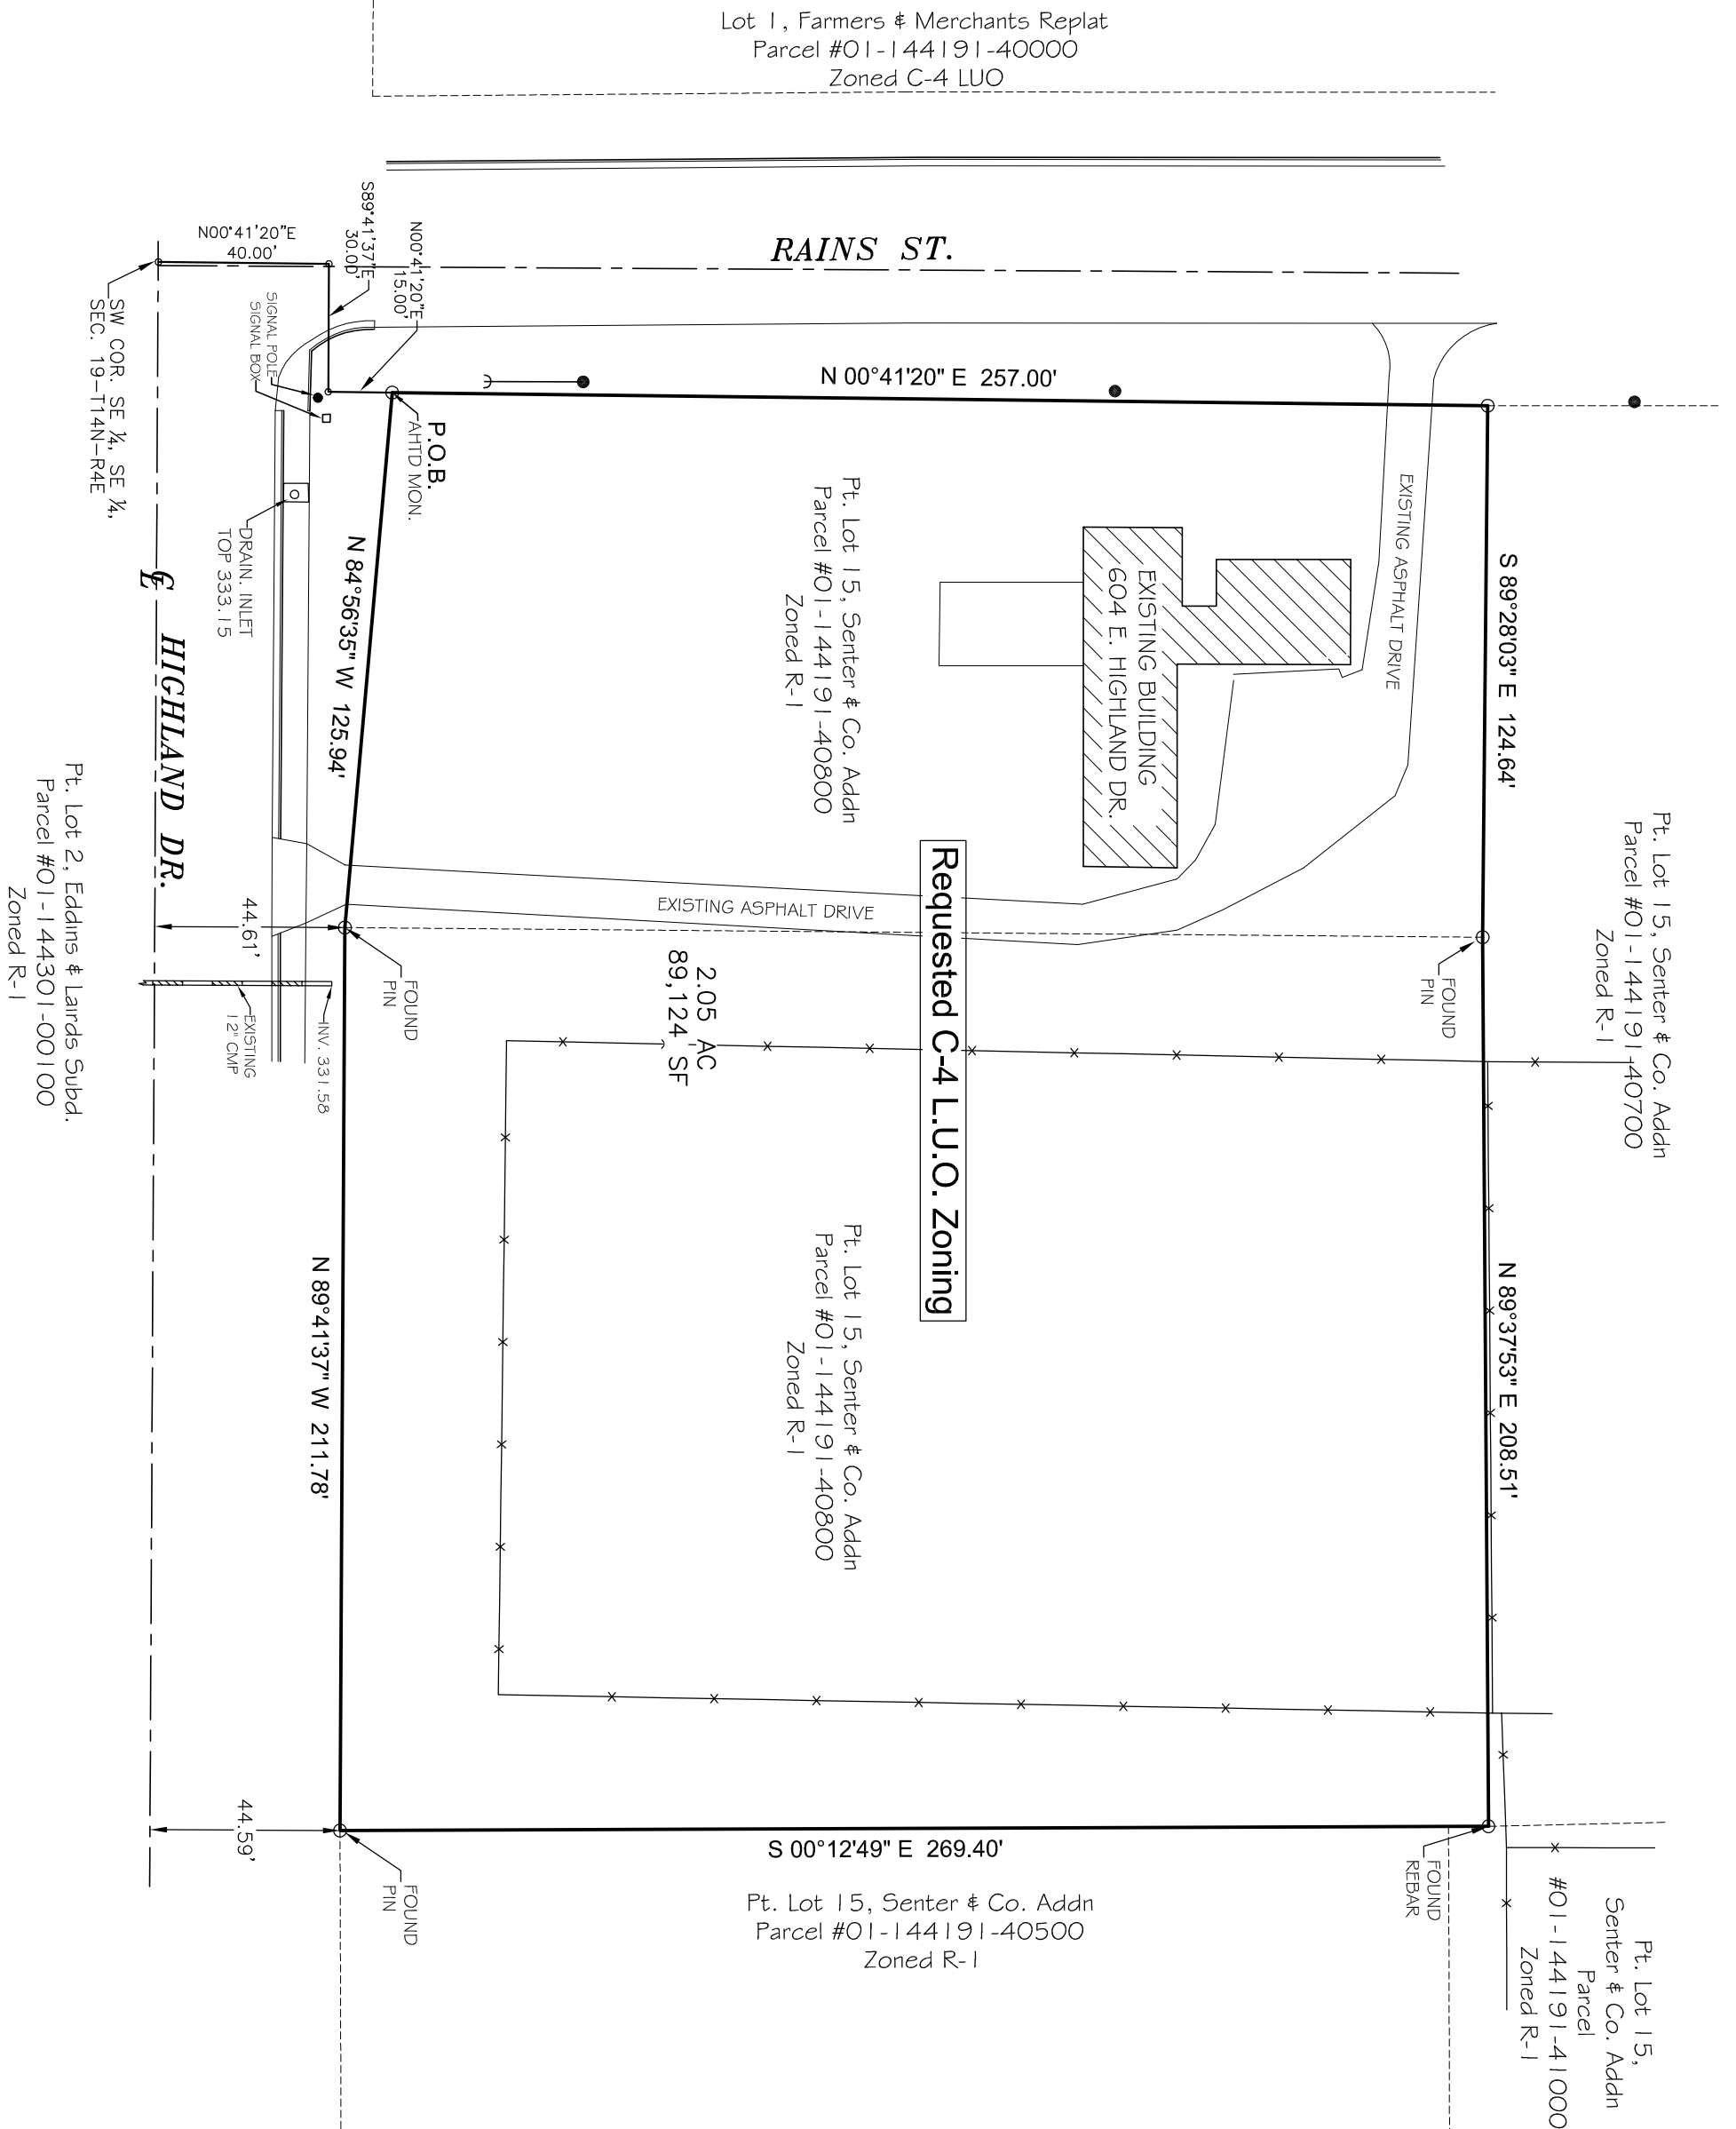 Lot 1, Farmers & Merchants Replat
Parcel #01-144191-40000
Zoned C-4 LUO
RAINS ST.
N00°41'20"E
40.00'
S89°41'37"E
30.00'
N00°41'20"E
15.00'
SIGNAL POLE
SIGNAL BOX
SW COR. SE ¼, SE ¼,
SEC. 19-T14N-R4E
P.O.B.
AHTD MON.
N 00°41'20" E 257.00'
DRAIN. INLET
TOP 333.15
N 84°56'35" W 125.94'
Pt. Lot 15, Senter & Co. Addn
Parcel #01-144191-40800
Zoned R-1
EXISTING BUILDING
604 E. HIGHLAND DR.
EXISTING ASPHALT DRIVE
S 89°28'03" E 124.64'
Pt. Lot 15, Senter & Co. Addn
Parcel #01-144191-40700
Zoned R-1
℄ HIGHLAND DR.
Pt. Lot 2, Eddins & Lards Subd.
Parcel #01-144301-00100
Zoned R-1
44.61'
EXISTING ASPHALT DRIVE
FOUND
PIN
FOUND
PIN
INV. 331.58
EXISTING
12" CMP
2.05 AC
89,124 SF
Requested C-4 L.U.O. Zoning
Pt. Lot 15, Senter & Co. Addn
Parcel #01-144191-40800
Zoned R-1
N 89°41'37" W 211.78'
N 89°37'53" E 208.51'
44.59'
FOUND
PIN
S 00°12'49" E 269.40'
FOUND
REBAR
Pt. Lot 15, Senter & Co. Addn
Parcel #01-144191-40500
Zoned R-1
Pt. Lot 15,
Senter & Co. Addn
Parcel
#01-144191-41000
Zoned R-1